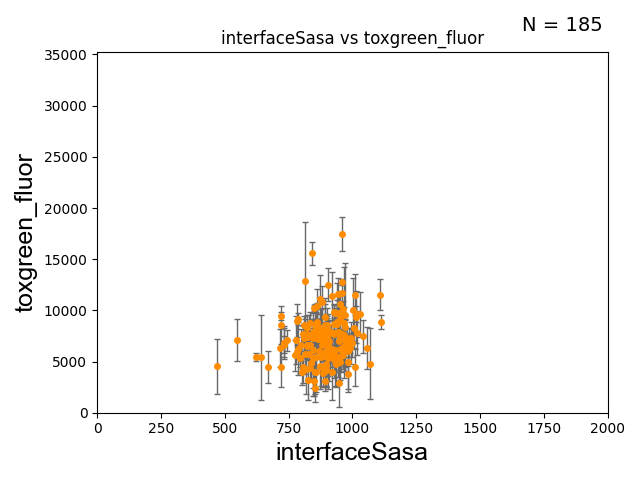 N = 185
interfaceSasa vs toxgreen_fluor
35000
30000
25000
20000
15000
10000
5000
0
toxgreen_fluor
0 250 500 750 1000 1250 1500 1750 2000
interfaceSasa